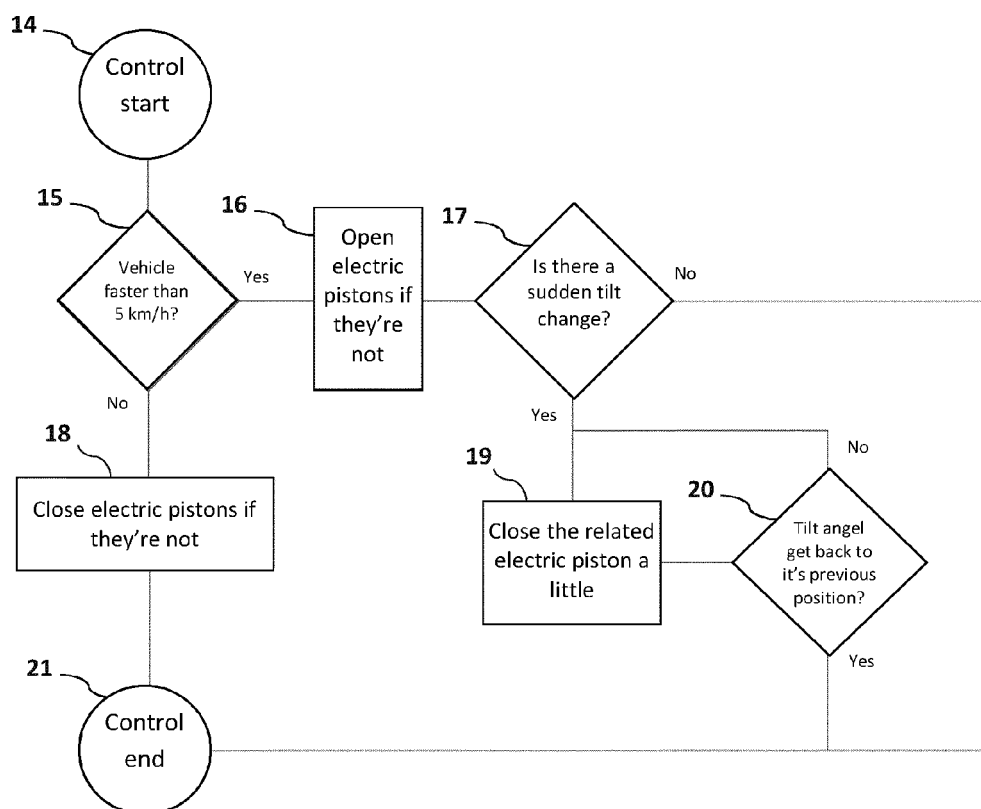 14
Control
start
15
Vehicle
faster than
5 km/h?
Yes
No
16
Open
electric
pistons if
they're
not
17
Is there a
sudden tilt
change?
No
Yes
18
Close electric pistons if
they're not
19
Close the related
electric piston a
little
No
20
Tilt angel
get back to
it's previous
position?
Yes
21
Control
end